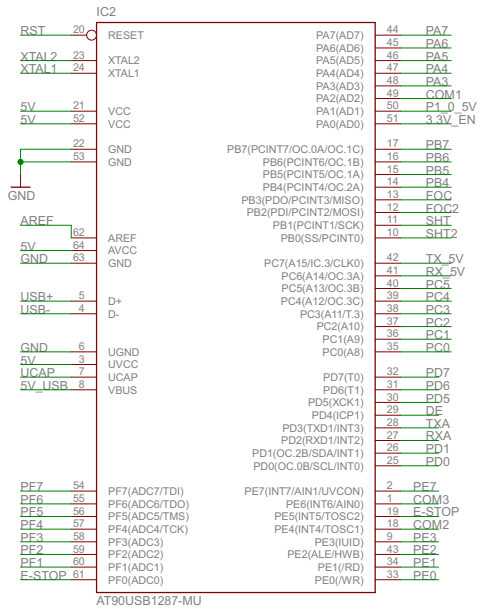 IC2
RST 20 RESET PA7(AD7) 44 PA7
PA6(AD6) 45 PA6
XTAL2 23 XTAL2 PA5(AD5) 46 PA5
XTAL1 24 XTAL1 PA4(AD4) 47 PA4
PA3(AD3) 48 PA3
PA2(AD2) 49 COM1
5V 21 VCC PA1(AD1) 50 P1_0_5V
5V 52 VCC PA0(AD0) 51 3.3V_EN
22 GND PB7(PCINT7/OC.0A/OC.1C) 17 PB7
53 GND PB6(PCINT6/OC.1B) 16 PB6
PB5(PCINT5/OC.1A) 15 PB5
PB4(PCINT4/OC.2A) 14 PB4
GND PB3(PDO/PCINT3/MISO) 13 EOC
PB2(PDI/PCINT2/MOSI) 12 EOC2
AREF PB1(PCINT1/SCK) 11 SHT
62 AREF PB0(SS/PCINT0) 10 SHT2
5V 64 AVCC
GND 63 GND PC7(A15/IC.3/CLK0) 42 TX_5V
PC6(A14/OC.3A) 41 RX_5V
PC5(A13/OC.3B) 40 PC5
USB+ 5 D+ PC4(A12/OC.3C) 39 PC4
USB- 4 D- PC3(A11/T.3) 38 PC3
PC2(A10) 37 PC2
PC1(A9) 36 PC1
GND 6 UGND PC0(A8) 35 PC0
5V 3 UVCC
UCAP 7 UCAP PD7(T0) 32 PD7
5V_USB 8 VBUS PD6(T1) 31 PD6
PD5(XCK1) 30 PD5
PD4(ICP1) 29 DE
PD3(TXD1/INT3) 28 TXA
PD2(RXD1/INT2) 27 RXA
PD1(OC.2B/SDA/INT1) 26 PD1
PD0(OC.0B/SCL/INT0) 25 PD0
PF7 54 PF7(ADC7/TDI) PE7(INT7/AIN1/UVCON) 2 PE7
PF6 55 PF6(ADC6/TDO) PE6(INT6/AIN0) 1 COM3
PF5 56 PF5(ADC5/TMS) PE5(INT5/TOSC2) 19 E-STOP
PF4 57 PF4(ADC4/TCK) PE4(INT4/TOSC1) 18 COM2
PF3 58 PF3(ADC3) PE3(IUID) 9 PF3
PF2 59 PF2(ADC2) PE2(ALE/HWB) 43 PF2
PF1 60 PF1(ADC1) PE1(/RD) 34 PE1
E-STOP 61 PF0(ADC0) PE0(/WR) 33 PE0
AT90USB1287-MU